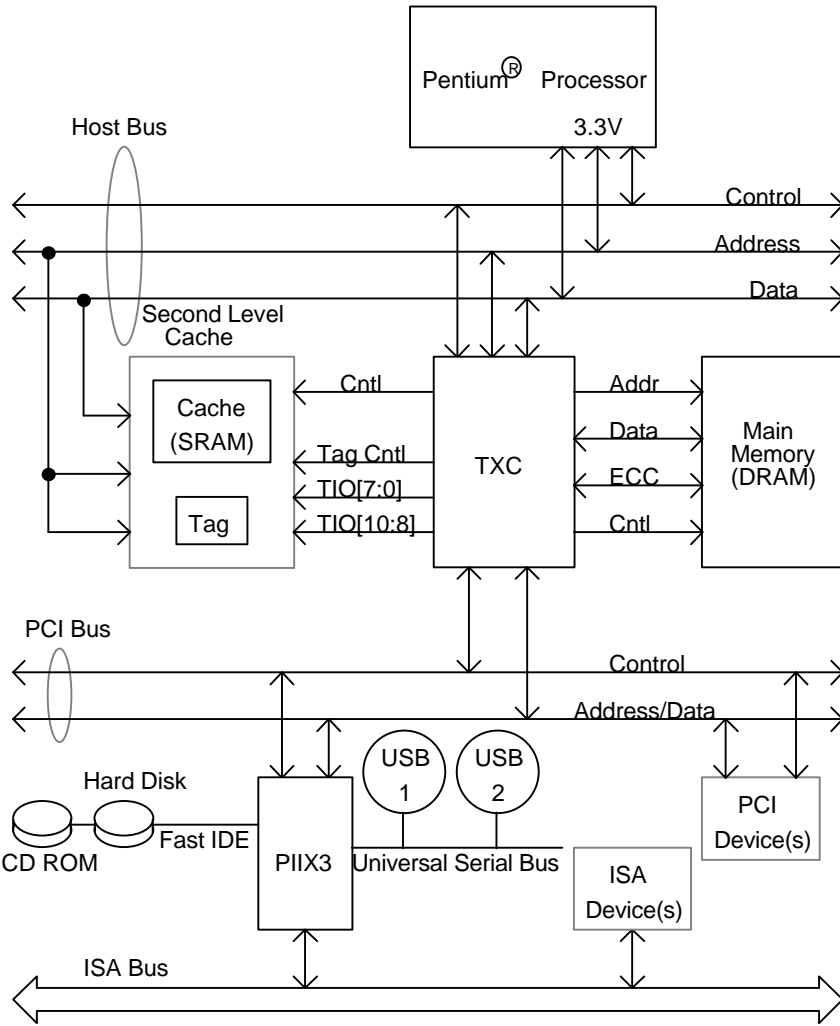 Pentium® Processor
3.3V
Host Bus
Control
Address
Data
Second Level
Cache
Cache
(SRAM)
Tag
Cntl
Tag Cntl
TIO[7:0]
TIO[10:8]
TXC
Addr
Data
ECC
Cntl
Main
Memory
(DRAM)
PCI Bus
Control
Address/Data
Hard Disk
CD ROM
Fast IDE
PIIX3
USB
1
USB
2
Universal Serial Bus
ISA
Device(s)
PCI
Device(s)
ISA Bus